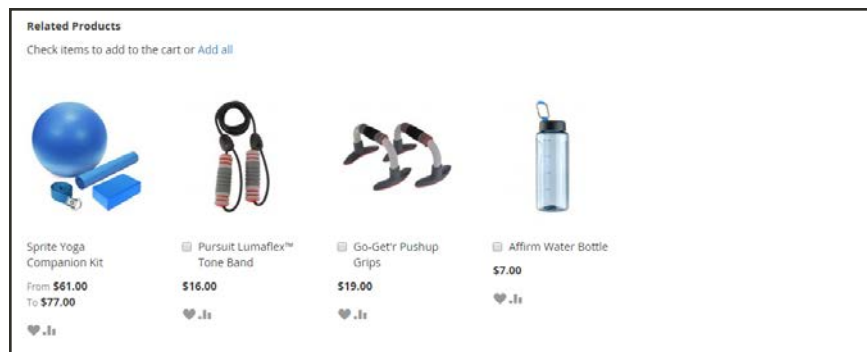 Related Products
Check items to add to the cart or Add all
Sprite Yoga
Companion Kit
From $61.00
To $77.00
Pursuit Lumaflex™
Tone Band
$16.00
Go-Get'r Pushup
Grips
$19.00
Affirm Water Bottle
$7.00